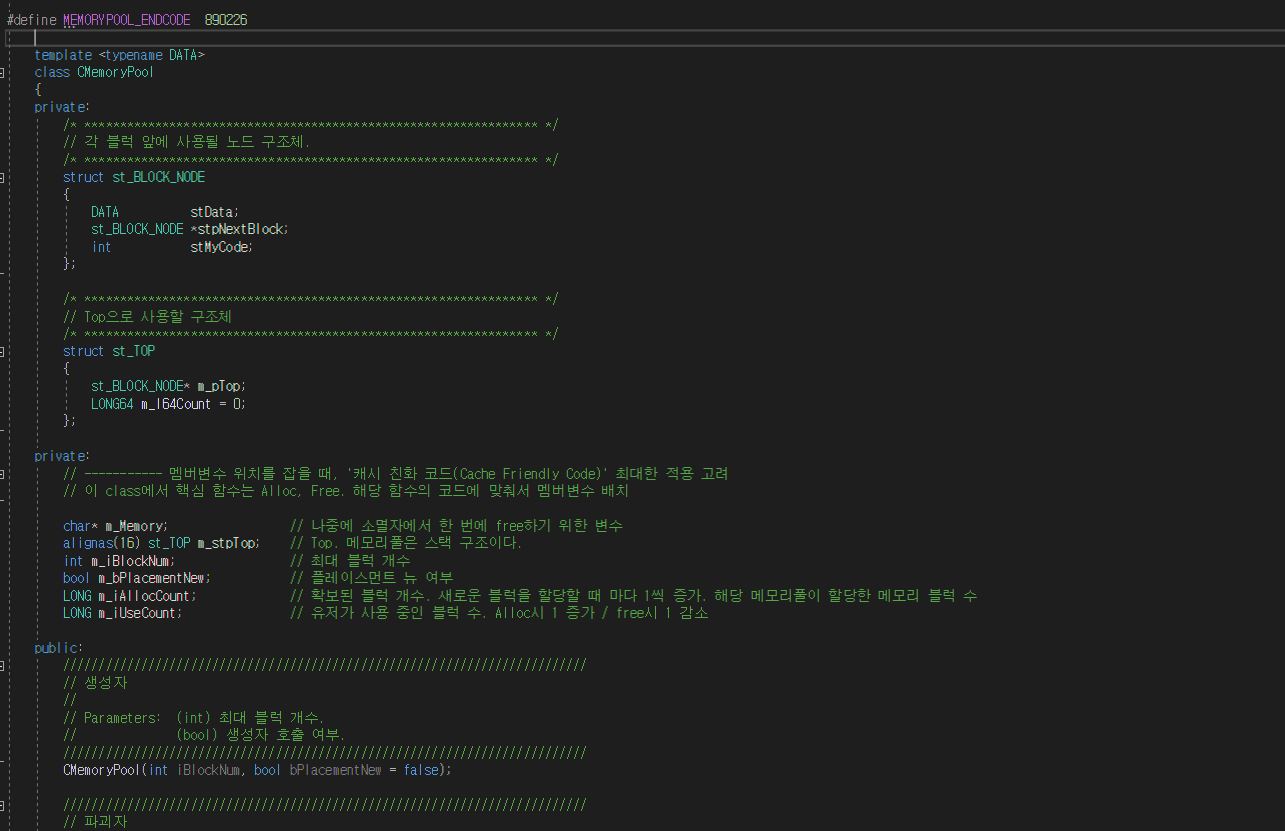 #define MEMORYPOOL_ENDCODE  890226
template <typename DATA>
class CMemoryPool
{
private:
/* **************************************************************** */
// 각 블럭 앞에 사용될 노드 구조체.
/* **************************************************************** */
struct st_BLOCK_NODE
{
DATA          stData;
st_BLOCK_NODE *stpNextBlock;
int           stMyCode;
};
/* **************************************************************** */
// Top으로 사용할 구조체
/* **************************************************************** */
struct st_TOP
{
st_BLOCK_NODE* m_pTop;
LONG64 m_l64Count = 0;
};
private:
// ----------- 멤버변수 위치를 잡을 때, '캐시 친화 코드(Cache Friendly Code)' 최대한 적용 고려
// 이 class에서 핵심 함수는 Alloc, Free. 해당 함수의 코드에 맞춰서 멤버변수 배치
char* m_Memory;                 // 나중에 소멸자에서 한 번에 free하기 위한 변수
alignas(16) st_TOP m_stpTop;    // Top. 메모리풀은 스택 구조이다.
int m_iBlockNum;                // 최대 블럭 개수
bool m_bPlacementNew;           // 플레이스먼트 뉴 여부
LONG m_iAllocCount;             // 확보된 블럭 개수. 새로운 블럭을 할당할 때 마다 1씩 증가. 해당 메모리풀이 할당한 메모리 블럭 수
LONG m_iUseCount;               // 유저가 사용 중인 블럭 수. Alloc시 1 증가 / free시 1 감소
public:
//////////////////////////////////////////////////////////////////////////
// 생성자
//
// Parameters:  (int) 최대 블럭 개수.
//              (bool) 생성자 호출 여부.
//////////////////////////////////////////////////////////////////////////
CMemoryPool(int iBlockNum, bool bPlacementNew = false);
//////////////////////////////////////////////////////////////////////////
// 파괴자